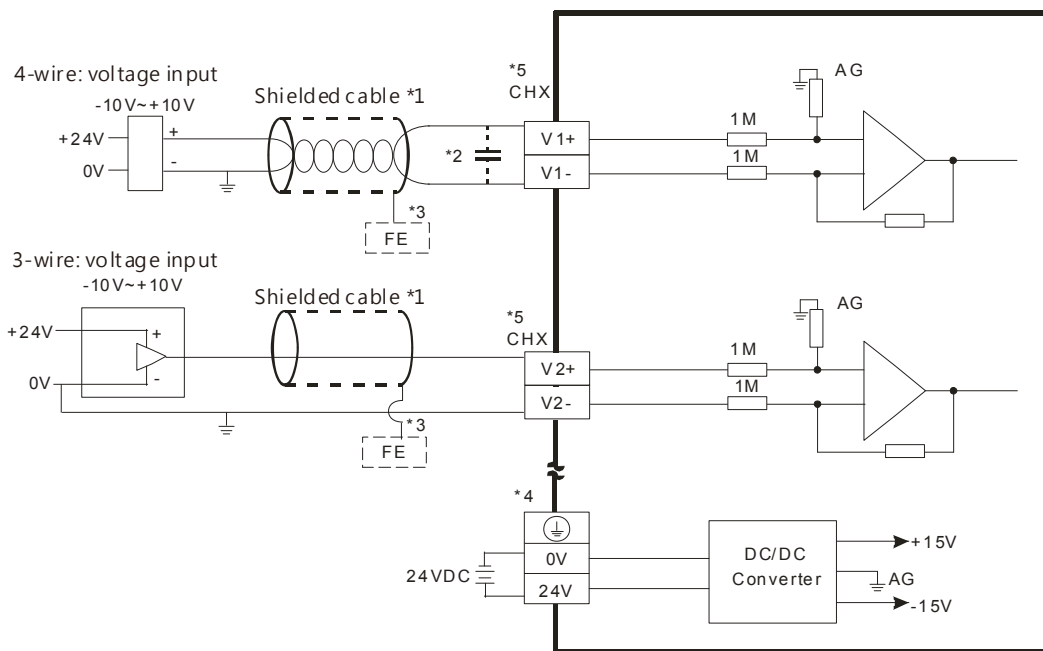 4-wire: voltage input
-10V~+10V
+24V
0V
+
-
Shielded cable *1
*2
*3
FE
*5
CHX
V1+
V1-
1M
1M
AG
3-wire: voltage input
-10V~+10V
+24V
0V
+
-
Shielded cable *1
*3
FE
*5
CHX
V2+
V2-
1M
1M
AG
*4
24VDC
0V
24V
DC/DC
Converter
+15V
AG
-15V